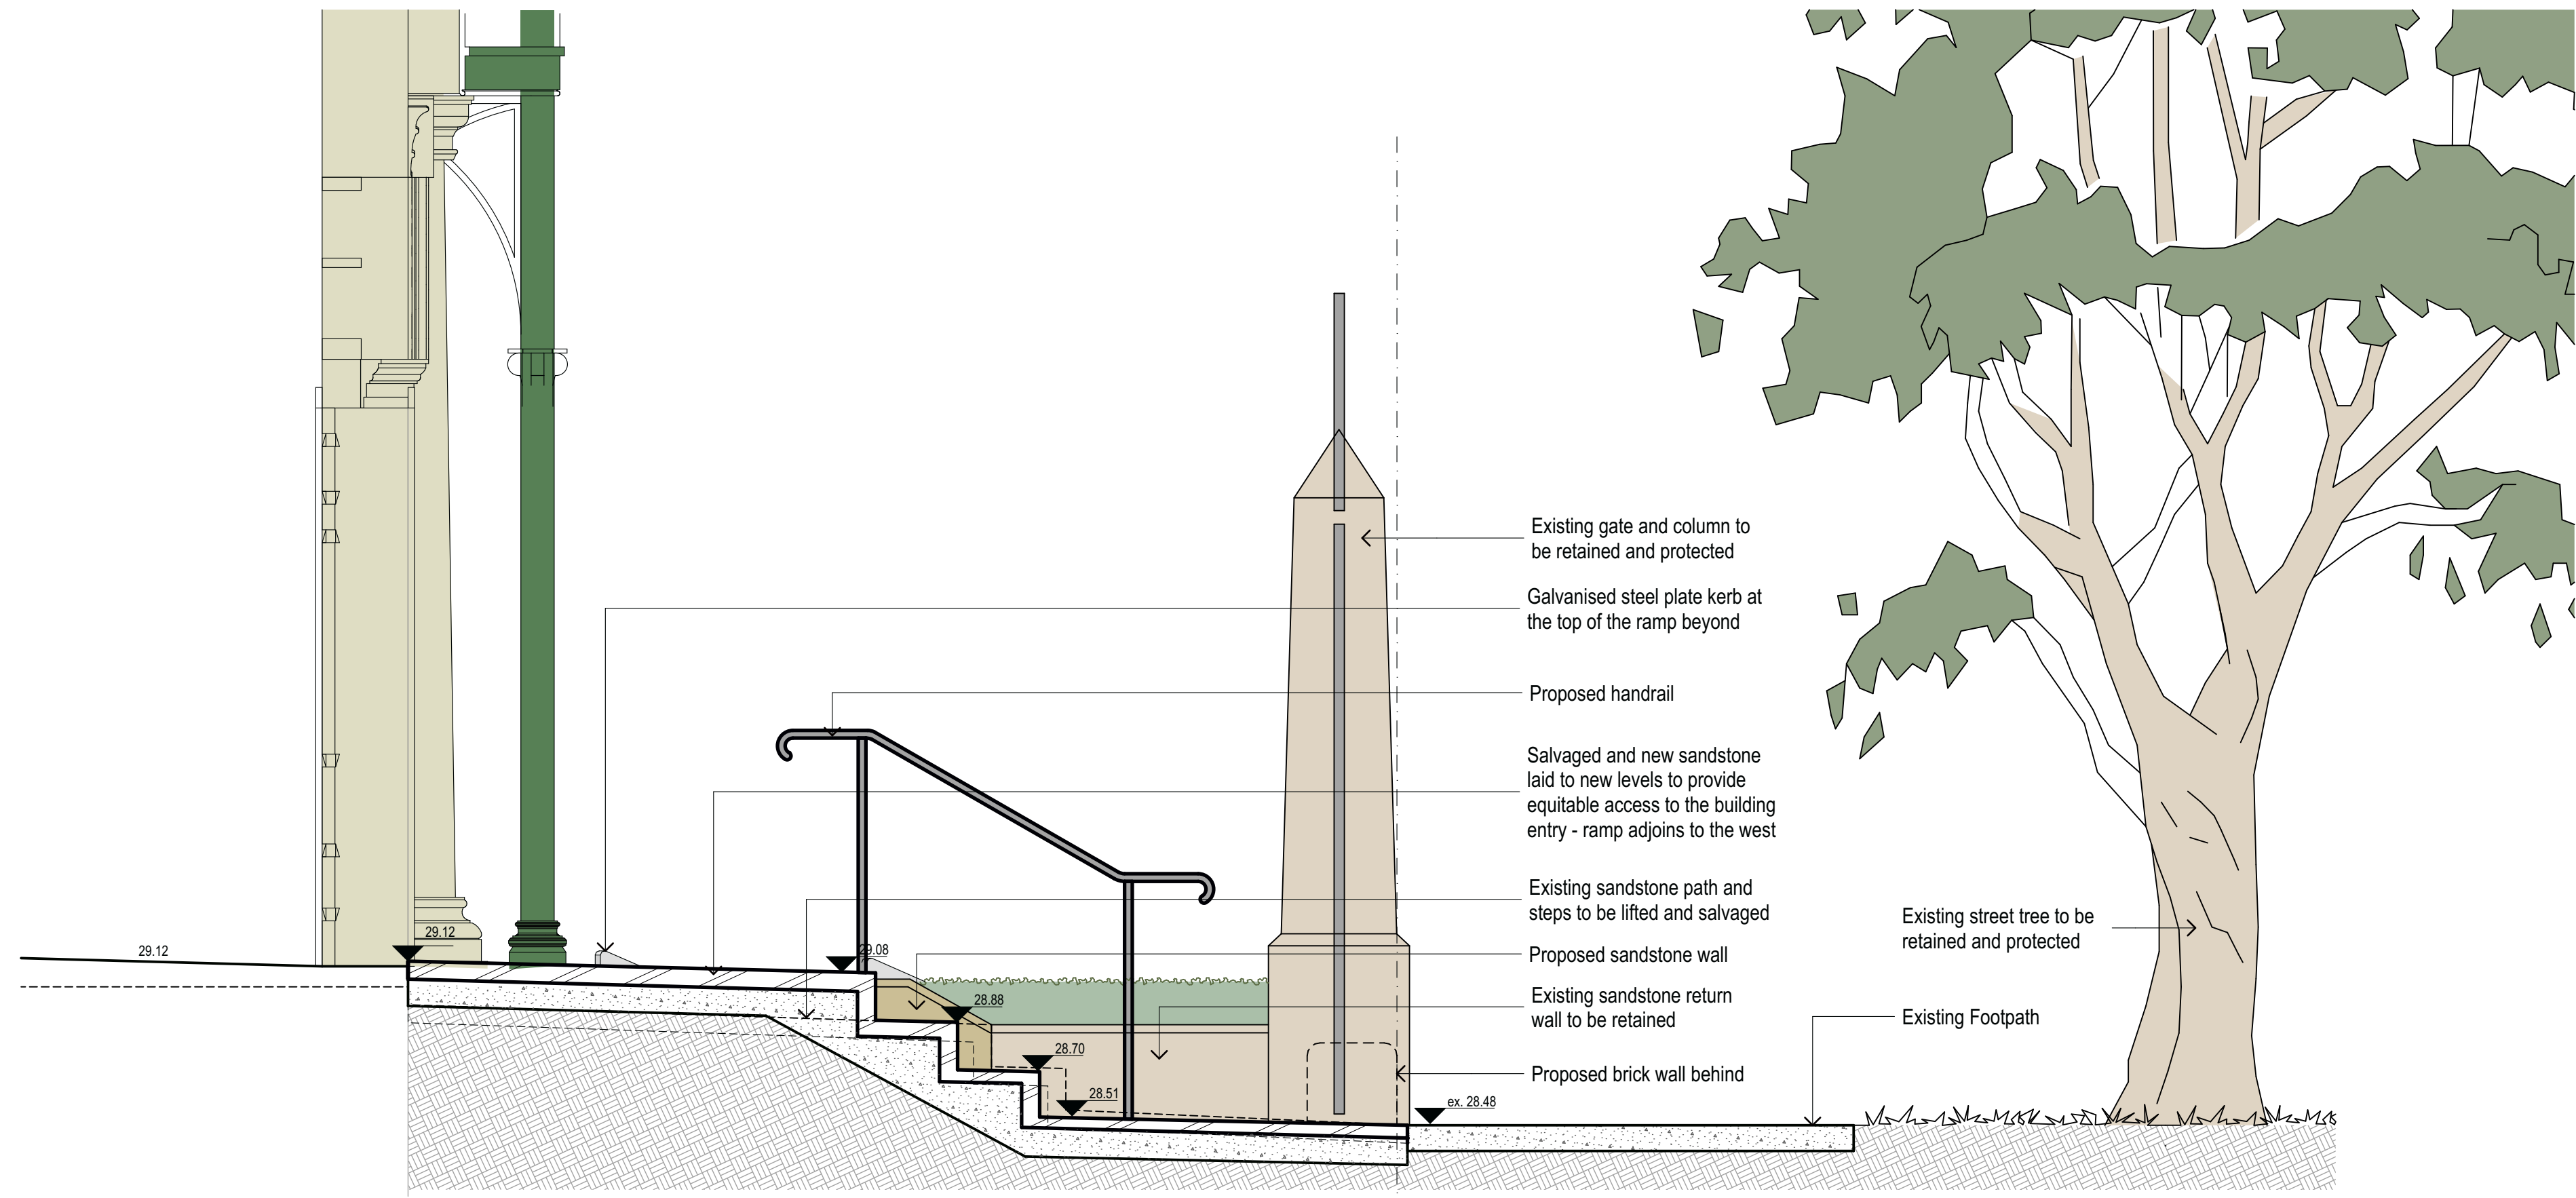 Existing gate and column to
be retained and protected
Galvanised steel plate kerb at
the top of the ramp beyond
Proposed handrail
Salvaged and new sandstone
laid to new levels to provide
equitable access to the building
entry - ramp adjoins to the west
Existing sandstone path and
steps to be lifted and salvaged
Proposed sandstone wall
Existing sandstone return
wall to be retained
Proposed brick wall behind
Existing street tree to be
retained and protected
Existing Footpath
29.12
29.12
29.08
28.88
28.70
28.51
ex. 28.48